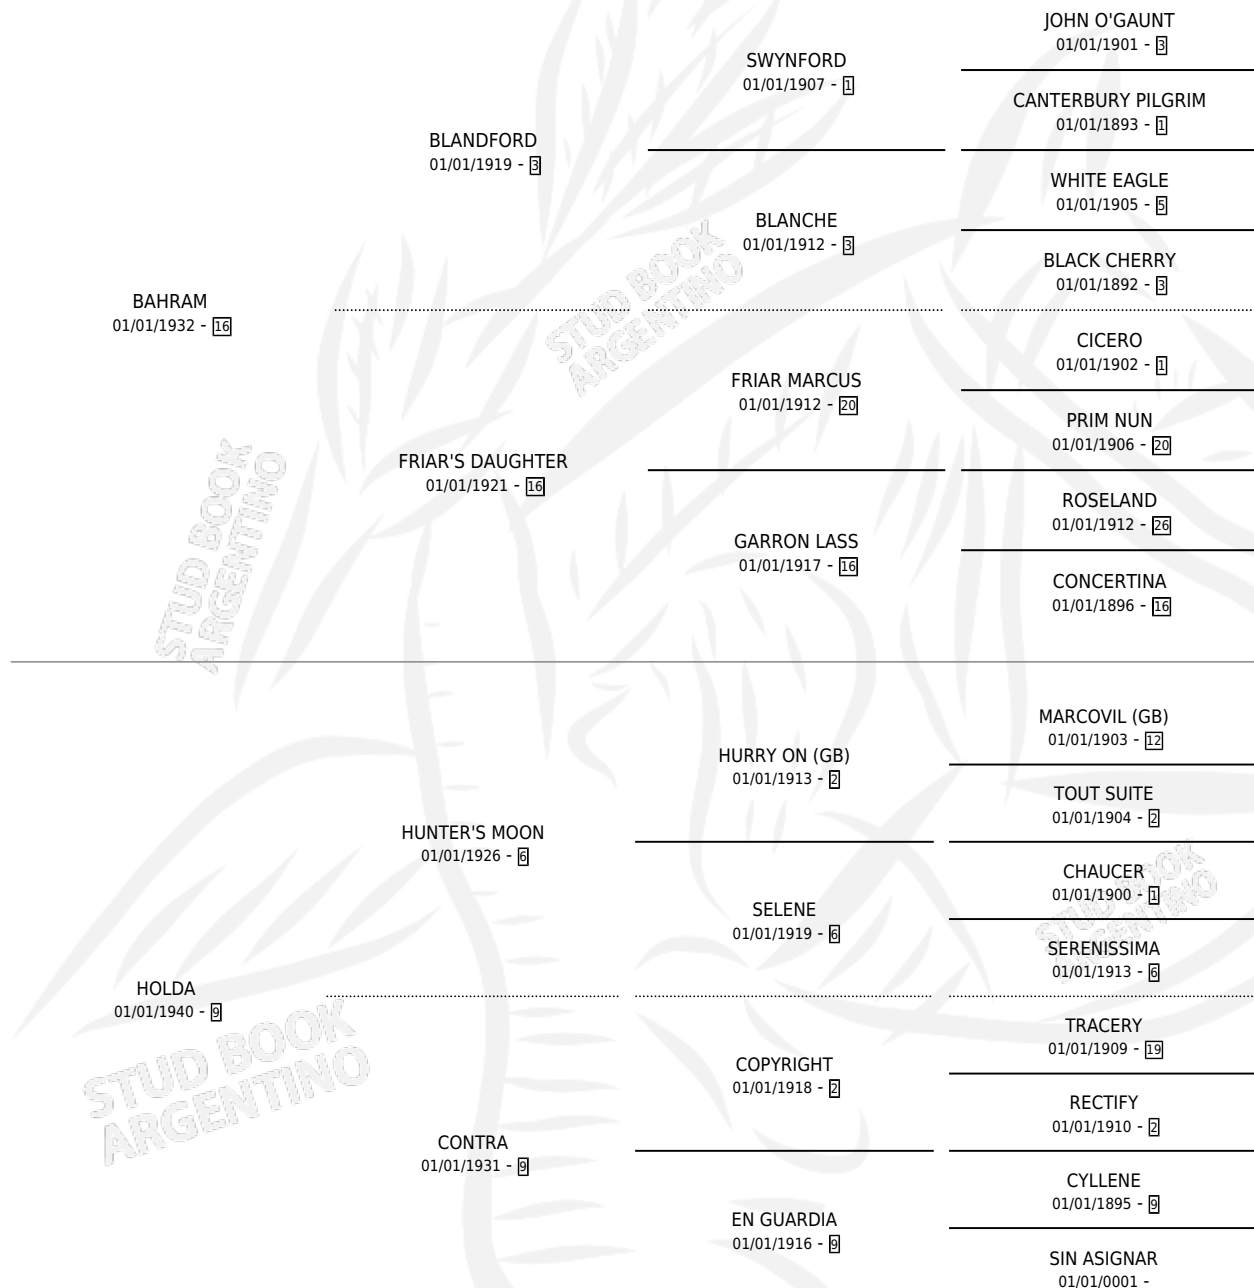 JOHN O'GAUNT
01/01/1901 - 3
SWYNFORD
01/01/1907 - 1
CANTERBURY PILGRIM
01/01/1893 - 1
BLANDFORD
01/01/1919 - 3
WHITE EAGLE
01/01/1905 - 5
BLANCHE
01/01/1912 - 3
BLACK CHERRY
01/01/1892 - 3
BAHRAM
01/01/1932 - 16
STUD BOOK
ARGENTINO
CICERO
01/01/1902 - 1
FRIAR MARCUS
01/01/1912 - 20
PRIM NUN
01/01/1906 - 20
FRIAR'S DAUGHTER
01/01/1921 - 16
ROSELAND
01/01/1912 - 26
GARRON LASS
01/01/1917 - 16
CONCERTINA
01/01/1896 - 16
STUD BOOK
ARGENTINO
MARCOVIL (GB)
01/01/1903 - 12
HURRY ON (GB)
01/01/1913 - 2
TOUT SUITE
01/01/1904 - 2
HUNTER'S MOON
01/01/1926 - 6
CHAUCER
01/01/1900 - 1
SELENE
01/01/1919 - 6
SERENISSIMA
01/01/1913 - 6
STUD BOOK
ARGENTINO
HOLDA
01/01/1940 - 9
TRACERY
01/01/1909 - 19
COPYRIGHT
01/01/1918 - 2
RECTIFY
01/01/1910 - 2
STUD BOOK
ARGENTINO
CONTRA
01/01/1931 - 9
CYLLENE
01/01/1895 - 9
EN GUARDIA
01/01/1916 - 9
SIN ASIGNAR
01/01/0001 -